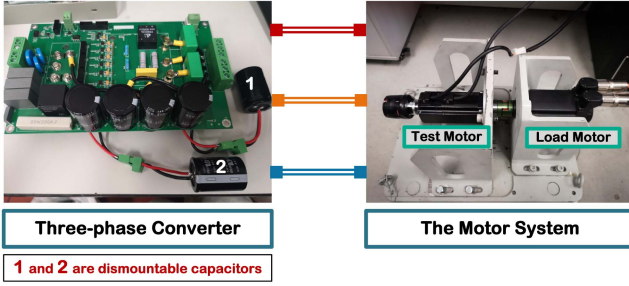 1
2
Test Motor
Load Motor
Three-phase Converter
The Motor System
1 and 2 are dismountable capacitors